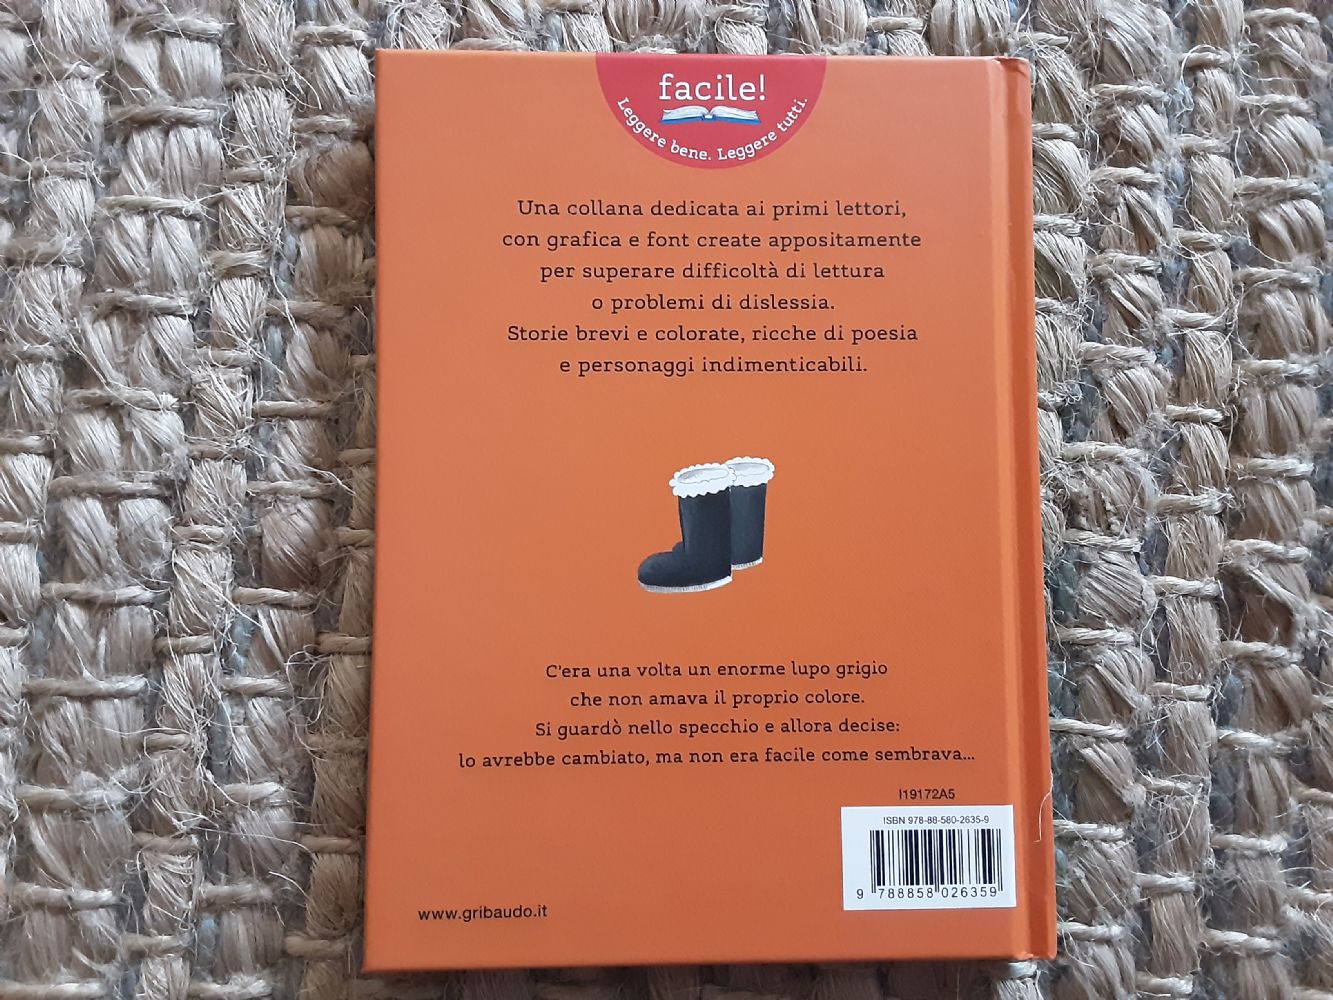 facile!
Leggere bene. Leggere tutti.
Una collana dedicata ai primi lettori,
con grafica e font create appositamente
per superare difficoltà di lettura
o problemi di dislessia.
Storie brevi e colorate, ricche di poesia
e personaggi indimenticabili.
C'era una volta un enorme lupo grigio
che non amava il proprio colore.
Si guardò nello specchio e allora decise:
lo avrebbe cambiato, ma non era facile come sembrava...
I19172A5
ISBN 978-88-580-2635-9
9 788858 026359
www.gribaudo.it